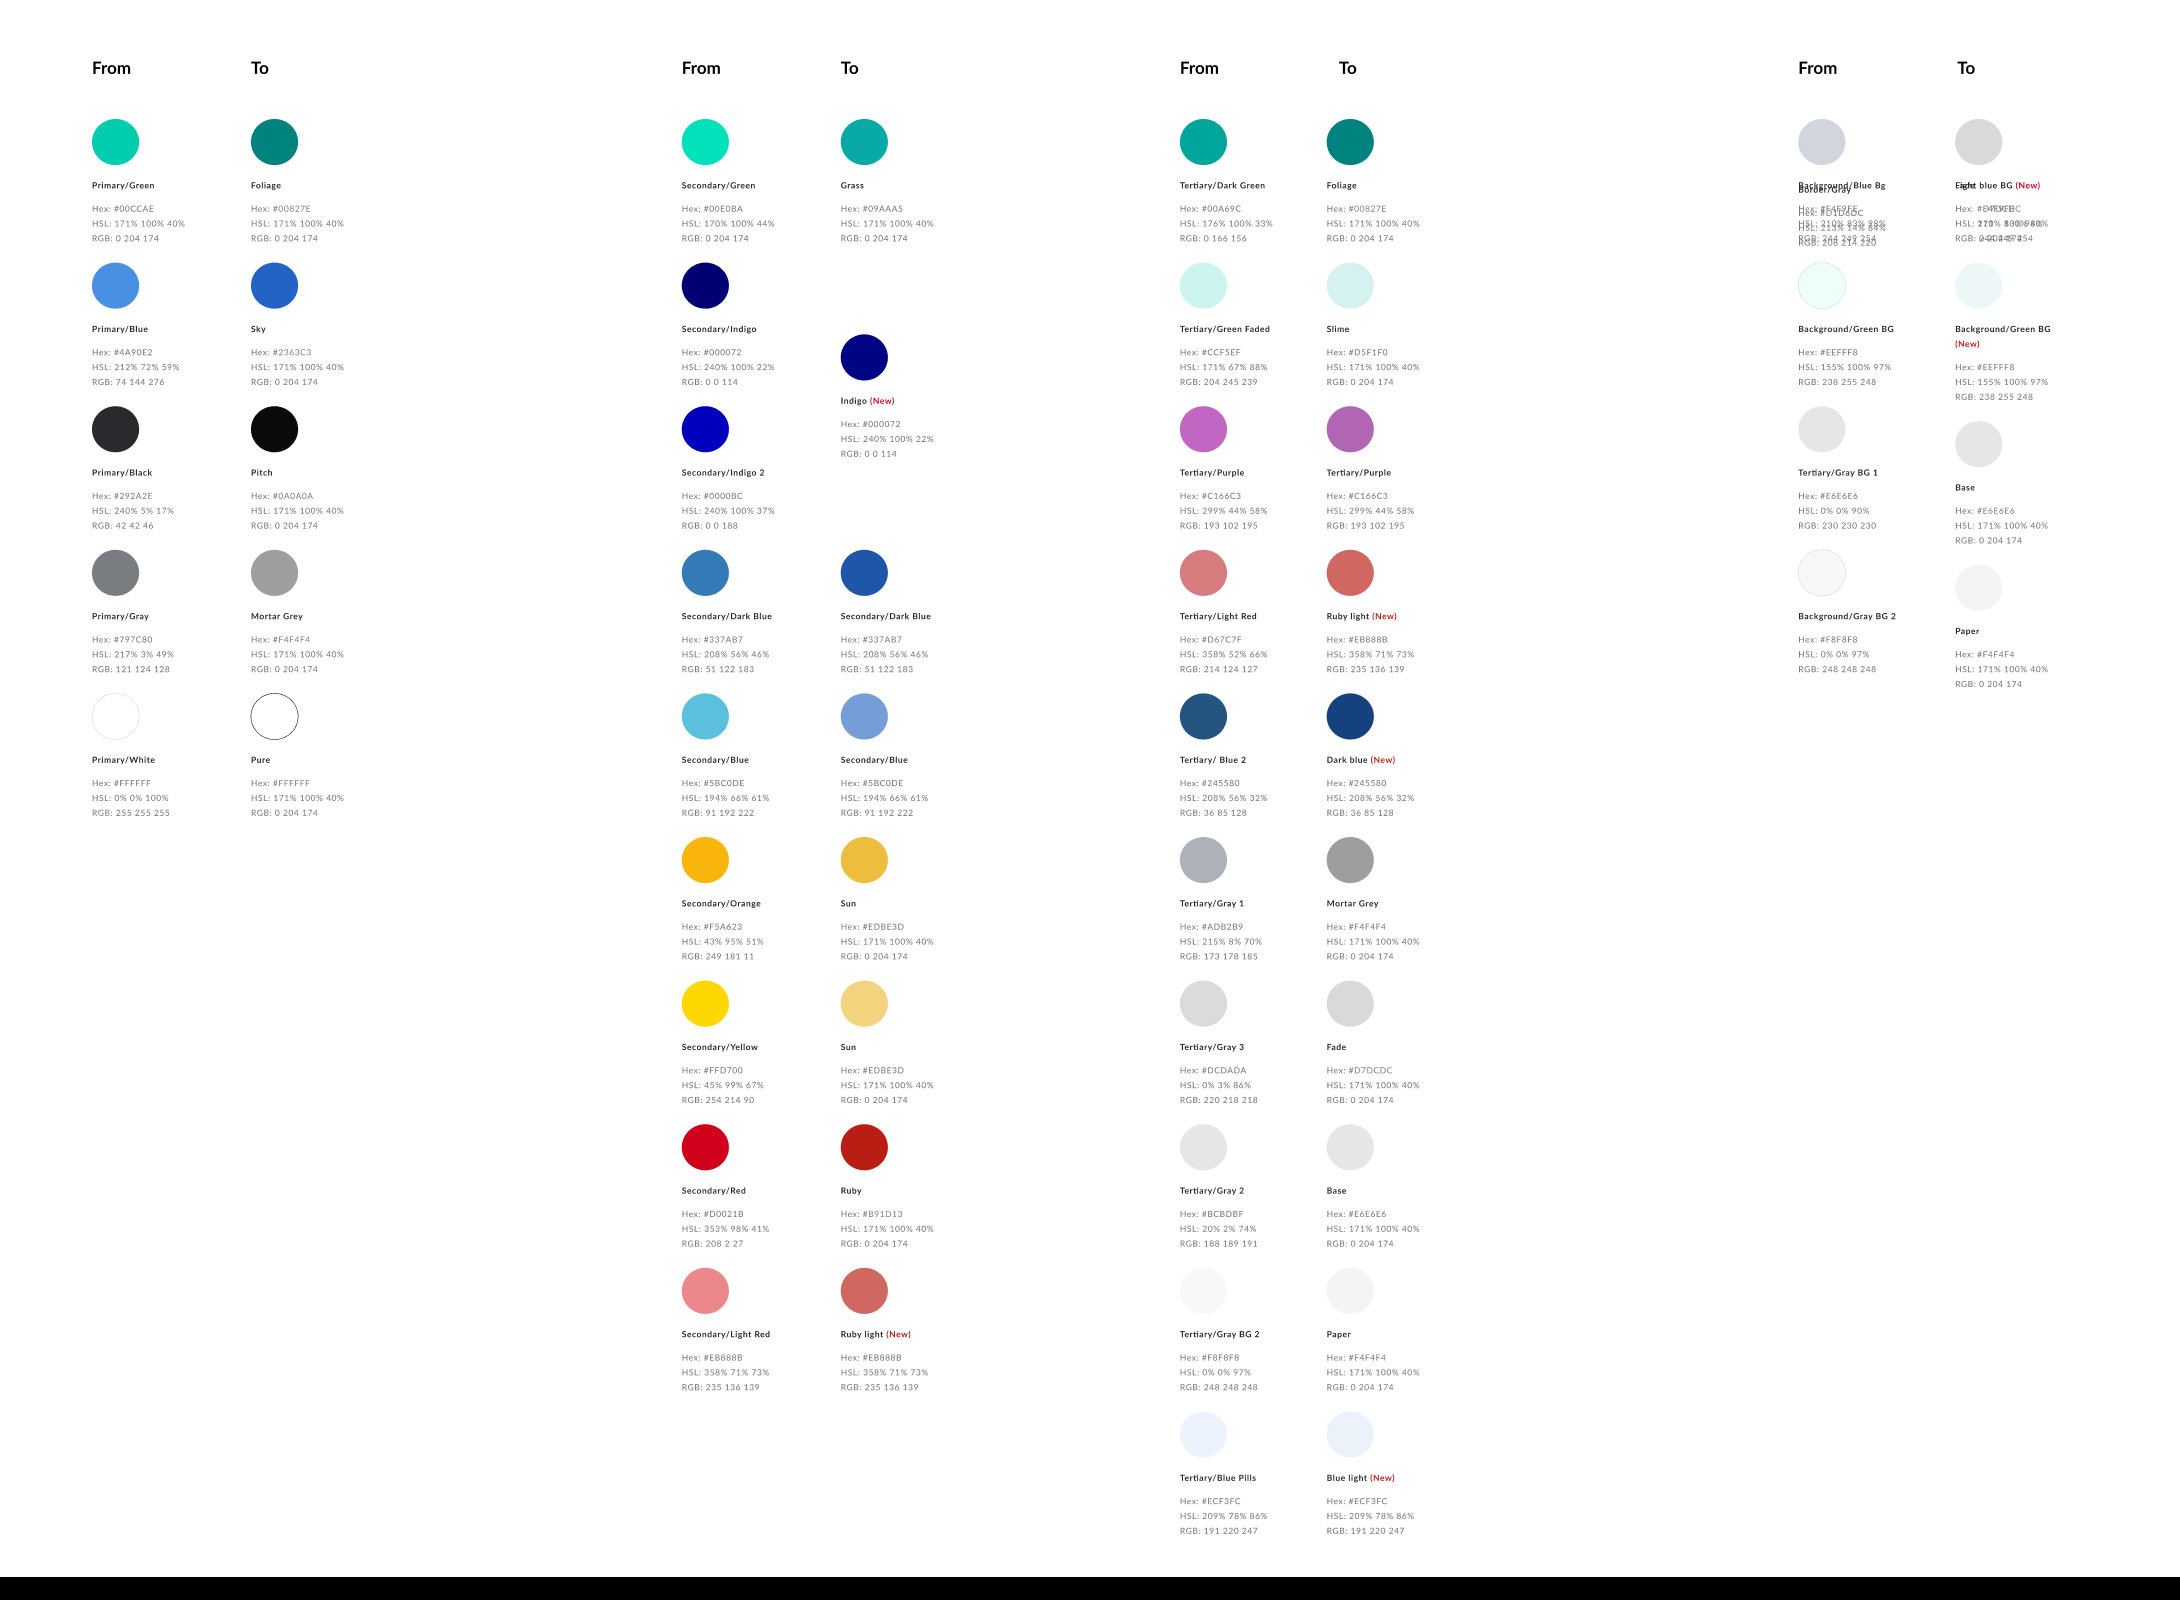 From
To
Primary/Green
Hex: #00CCAE
HSL: 171% 100% 40%
RGB: 0 204 174
Foliage
Hex: #00827E
HSL: 171% 100% 40%
RGB: 0 204 174
Primary/Blue
Hex: #4A90E2
HSL: 212% 72% 59%
RGB: 74 144 276
Sky
Hex: #2363C3
HSL: 171% 100% 40%
RGB: 0 204 174
Primary/Black
Hex: #292A2E
HSL: 240% 5% 17%
RGB: 42 42 46
Pitch
Hex: #0A0A0A
HSL: 171% 100% 40%
RGB: 0 204 174
Primary/Gray
Hex: #797C80
HSL: 217% 3% 49%
RGB: 121 124 128
Mortar Grey
Hex: #F4F4F4
HSL: 171% 100% 40%
RGB: 0 204 174
Primary/White
Hex: #FFFFFF
HSL: 0% 0% 100%
RGB: 255 255 255
Pure
Hex: #FFFFFF
HSL: 171% 100% 40%
RGB: 0 204 174
From
To
Secondary/Green
Hex: #00E0BA
HSL: 170% 100% 44%
RGB: 0 204 174
Grass
Hex: #09AAA5
HSL: 171% 100% 40%
RGB: 0 204 174
Secondary/Indigo
Hex: #000072
HSL: 240% 100% 22%
RGB: 0 0 114
Indigo (New)
Hex: #000072
HSL: 240% 100% 22%
RGB: 0 0 114
Secondary/Indigo 2
Hex: #0000BC
HSL: 240% 100% 37%
RGB: 0 0 188
Secondary/Dark Blue
Hex: #337AB7
HSL: 208% 56% 46%
RGB: 51 122 183
Secondary/Dark Blue
Hex: #337AB7
HSL: 208% 56% 46%
RGB: 51 122 183
Secondary/Blue
Hex: #5BC0DE
HSL: 194% 66% 61%
RGB: 91 192 222
Secondary/Blue
Hex: #5BC0DE
HSL: 194% 66% 61%
RGB: 91 192 222
Secondary/Orange
Hex: #F5A623
HSL: 43% 95% 51%
RGB: 249 181 11
Sun
Hex: #EDBE3D
HSL: 171% 100% 40%
RGB: 0 204 174
Secondary/Yellow
Hex: #FFD700
HSL: 45% 99% 67%
RGB: 254 214 90
Sun
Hex: #EDBE3D
HSL: 171% 100% 40%
RGB: 0 204 174
Secondary/Red
Hex: #D0021B
HSL: 353% 98% 41%
RGB: 208 2 27
Ruby
Hex: #B91D13
HSL: 171% 100% 40%
RGB: 0 204 174
Secondary/Light Red
Hex: #EB888B
HSL: 358% 71% 73%
RGB: 235 136 139
Ruby light (New)
Hex: #EB888B
HSL: 358% 71% 73%
RGB: 235 136 139
From
To
Tertiary/Dark Green
Hex: #00A69C
HSL: 176% 100% 33%
RGB: 0 166 156
Foliage
Hex: #00827E
HSL: 171% 100% 40%
RGB: 0 204 174
Tertiary/Green Faded
Hex: #CCF5EF
HSL: 171% 67% 88%
RGB: 204 245 239
Slime
Hex: #D5F1F0
HSL: 171% 100% 40%
RGB: 0 204 174
Tertiary/Purple
Hex: #C166C3
HSL: 299% 44% 58%
RGB: 193 102 195
Tertiary/Purple
Hex: #C166C3
HSL: 299% 44% 58%
RGB: 193 102 195
Tertiary/Light Red
Hex: #D67C7F
HSL: 358% 52% 66%
RGB: 214 124 127
Ruby light (New)
Hex: #EB888B
HSL: 358% 71% 73%
RGB: 235 136 139
Tertiary/ Blue 2
Hex: #245580
HSL: 208% 56% 32%
RGB: 36 85 128
Dark blue (New)
Hex: #245580
HSL: 208% 56% 32%
RGB: 36 85 128
Tertiary/Gray 1
Hex: #ADB2B9
HSL: 215% 8% 70%
RGB: 173 178 185
Mortar Grey
Hex: #F4F4F4
HSL: 171% 100% 40%
RGB: 0 204 174
Tertiary/Gray 3
Hex: #DCDADA
HSL: 0% 3% 86%
RGB: 220 218 218
Fade
Hex: #D7DCDC
HSL: 171% 100% 40%
RGB: 0 204 174
Tertiary/Gray 2
Hex: #BCBDBF
HSL: 20% 2% 74%
RGB: 188 189 191
Base
Hex: #E6E6E6
HSL: 171% 100% 40%
RGB: 0 204 174
Tertiary/Gray BG 2
Hex: #F8F8F8
HSL: 0% 0% 97%
RGB: 248 248 248
Paper
Hex: #F4F4F4
HSL: 171% 100% 40%
RGB: 0 204 174
Tertiary/Blue Pills
Hex: #ECF3FC
HSL: 209% 78% 86%
RGB: 191 220 247
Blue light (New)
Hex: #ECF3FC
HSL: 209% 78% 86%
RGB: 191 220 247
From
To
Background/Blue Bg
Border/Gray
Hex: #D1D6DC
HSL: 213% 14% 84%
RGB: 244 249 254
RGB: 208 214 220
Light blue BG (New)
Background/Green BG
Hex: #EEFFF8
HSL: 155% 100% 97%
RGB: 238 255 248
Background/Green BG
(New)
Hex: #EEFFF8
HSL: 155% 100% 97%
RGB: 238 255 248
Tertiary/Gray BG 1
Hex: #E6E6E6
HSL: 0% 0% 90%
RGB: 230 230 230
Base
Hex: #E6E6E6
HSL: 171% 100% 40%
RGB: 0 204 174
Background/Gray BG 2
Hex: #F8F8F8
HSL: 0% 0% 97%
RGB: 248 248 248
Paper
Hex: #F4F4F4
HSL: 171% 100% 40%
RGB: 0 204 174